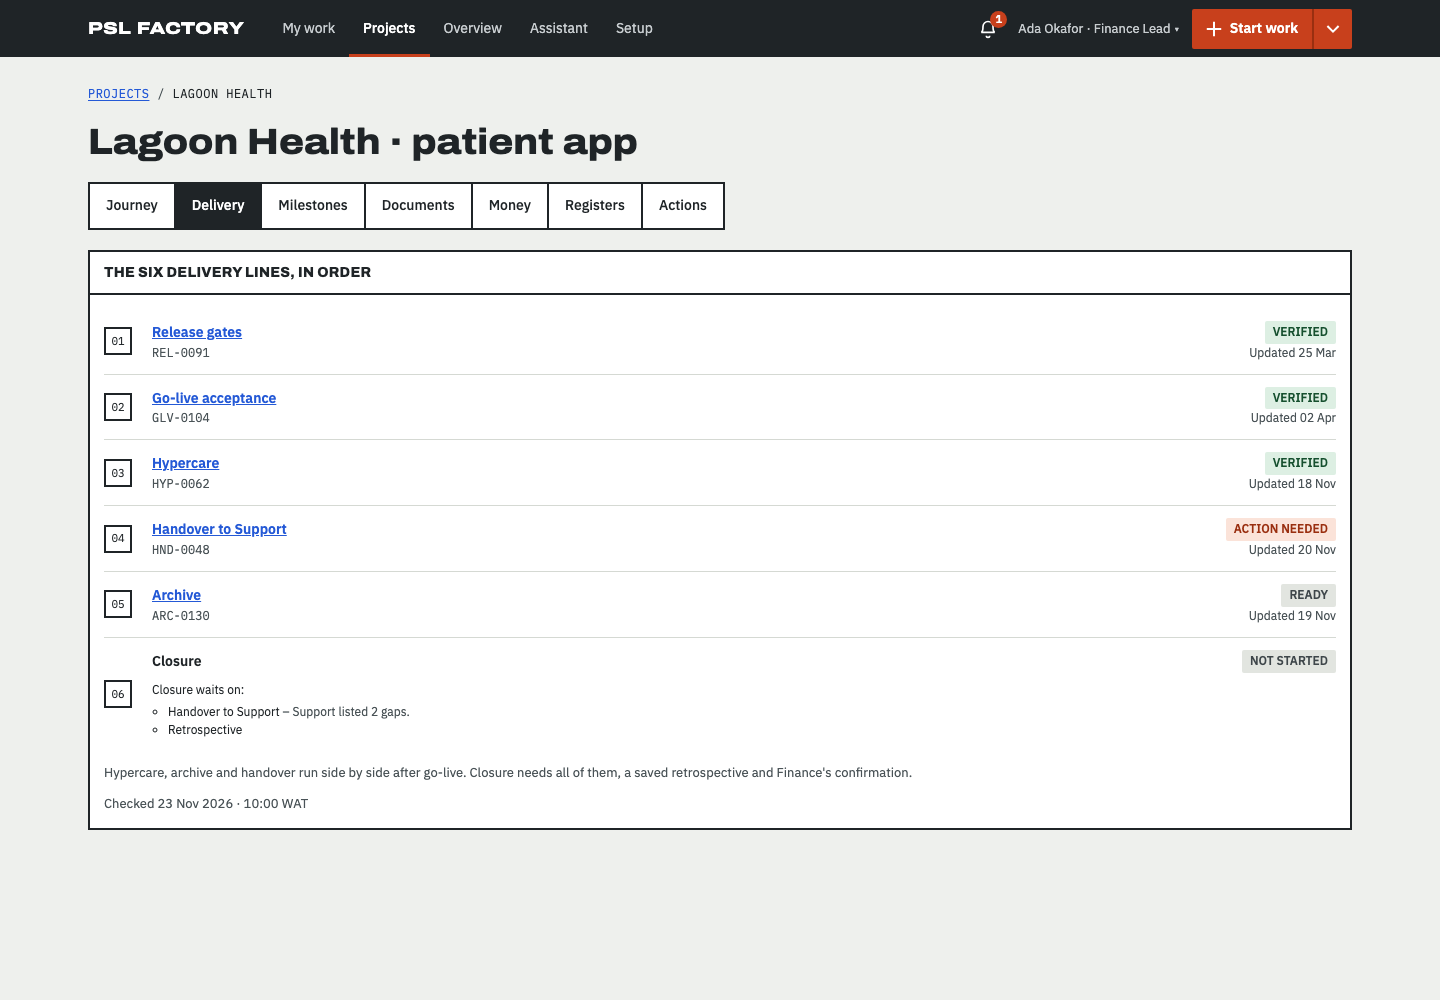 PSL FACTORY
My work
Projects
Overview
Assistant
Setup
1
Ada Okafor · Finance Lead ▾
Start work
PROJECTS / LAGOON HEALTH
Lagoon Health · patient app
Journey
Delivery
Milestones
Documents
Money
Registers
Actions
THE SIX DELIVERY LINES, IN ORDER
01
Release gates
REL-0091
VERIFIED
Updated 25 Mar
02
Go-live acceptance
GLV-0104
VERIFIED
Updated 02 Apr
03
Hypercare
HYP-0062
VERIFIED
Updated 18 Nov
04
Handover to Support
HND-0048
ACTION NEEDED
Updated 20 Nov
05
Archive
ARC-0130
READY
Updated 19 Nov
06
Closure
NOT STARTED
Closure waits on:
Handover to Support – Support listed 2 gaps.
Retrospective
Hypercare, archive and handover run side by side after go-live. Closure needs all of them, a saved retrospective and Finance's confirmation.
Checked 23 Nov 2026 · 10:00 WAT